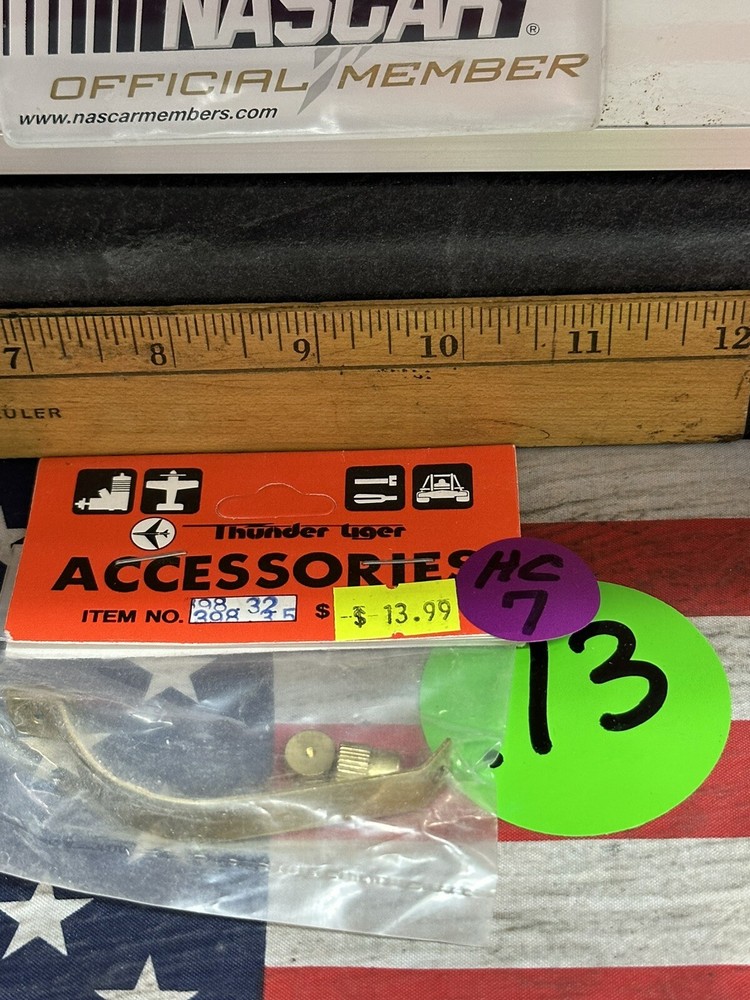 NASCAR®
OFFICIAL MEMBER
www.nascarmembers.com
7 8 9 10 11 12
ULER
Thunder tiger
ACCESSORIES
ITEM NO. $ $ 13.99
HC
7
.13